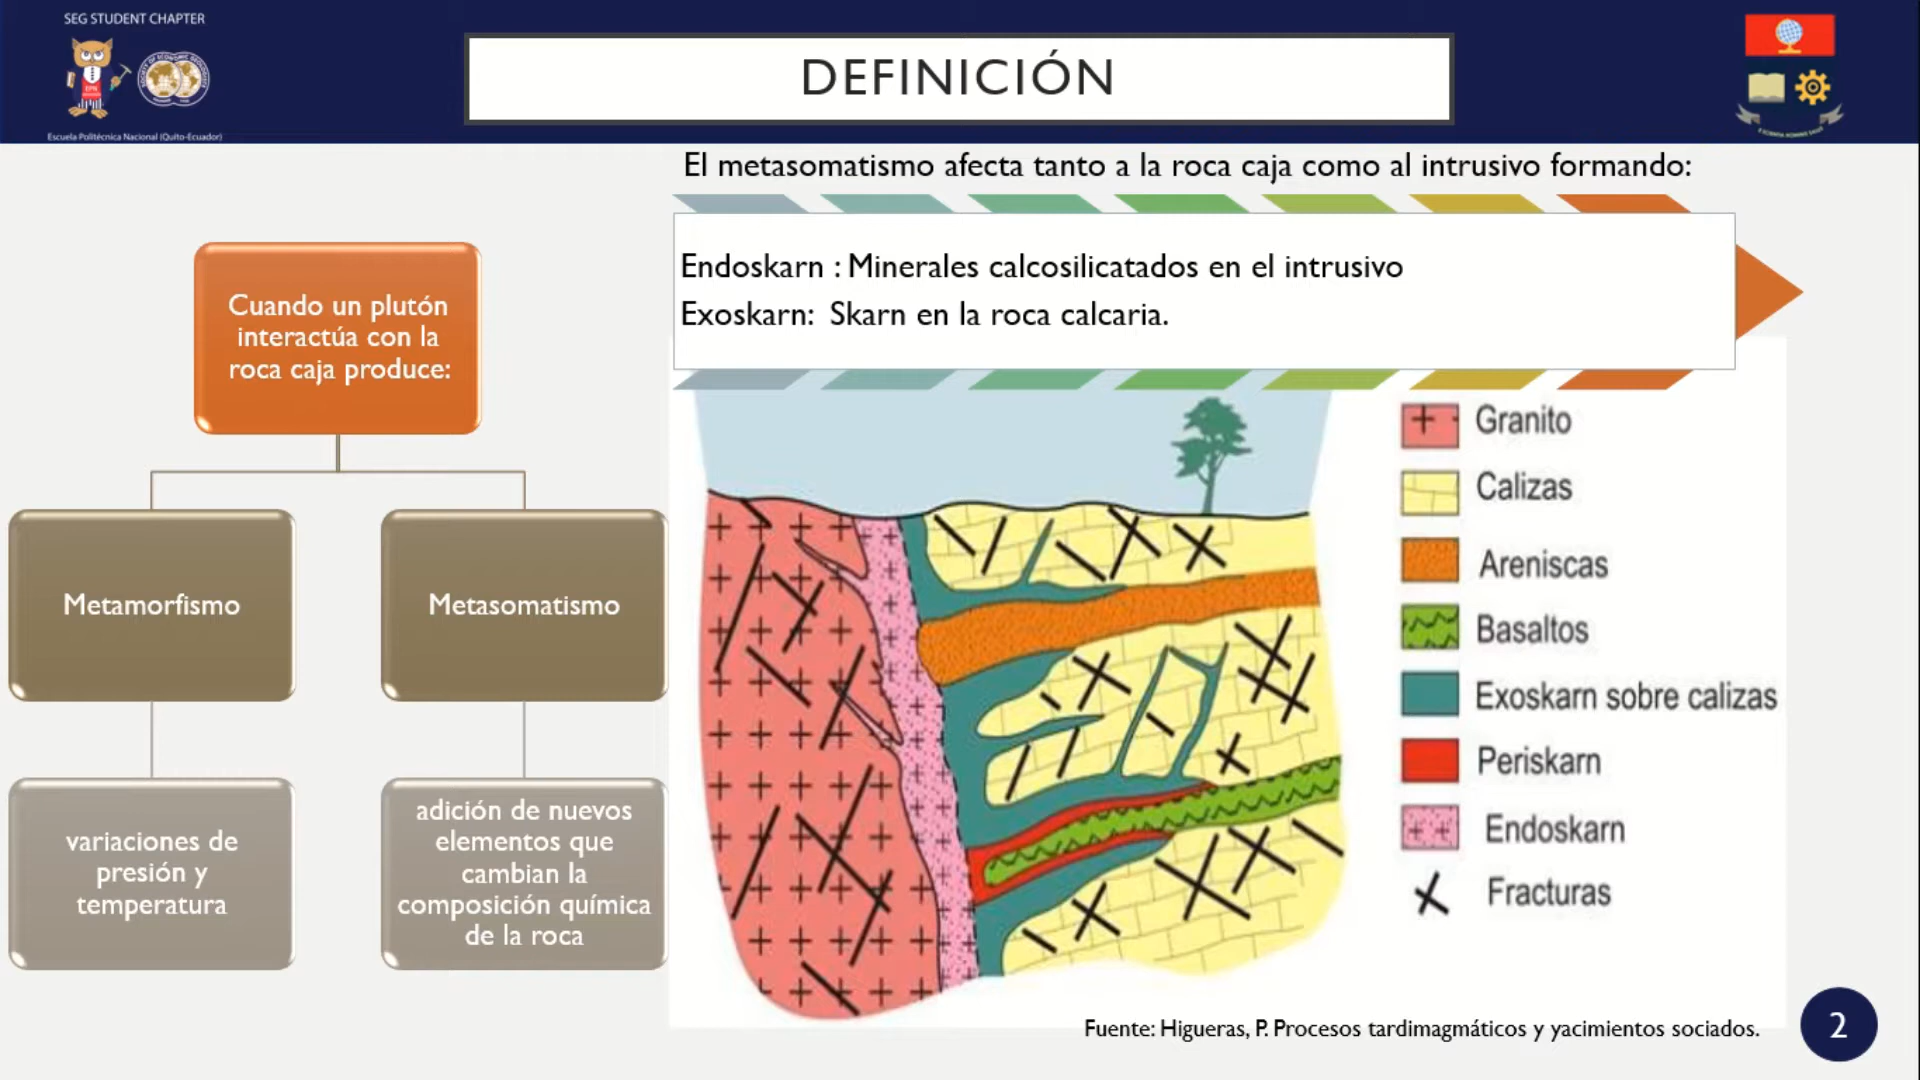 SEG STUDENT CHAPTER
Escuela Politécnica Nacional (Quito-Ecuador)
DEFINICIÓN
El metasomatismo afecta tanto a la roca caja como al intrusivo formando:
Endoskarn : Minerales calcosilicatados en el intrusivo
Exoskarn: Skarn en la roca calcaria.
Cuando un plutón
interactúa con la
roca caja produce:
Metamorfismo
Metasomatismo
variaciones de
presión y
temperatura
adición de nuevos
elementos que
cambian la
composición química
de la roca
Granito
Calizas
Areniscas
Basaltos
Exoskarn sobre calizas
Periskarn
Endoskarn
Fracturas
Fuente: Higueras, P. Procesos tardimagmáticos y yacimientos sociados.
2